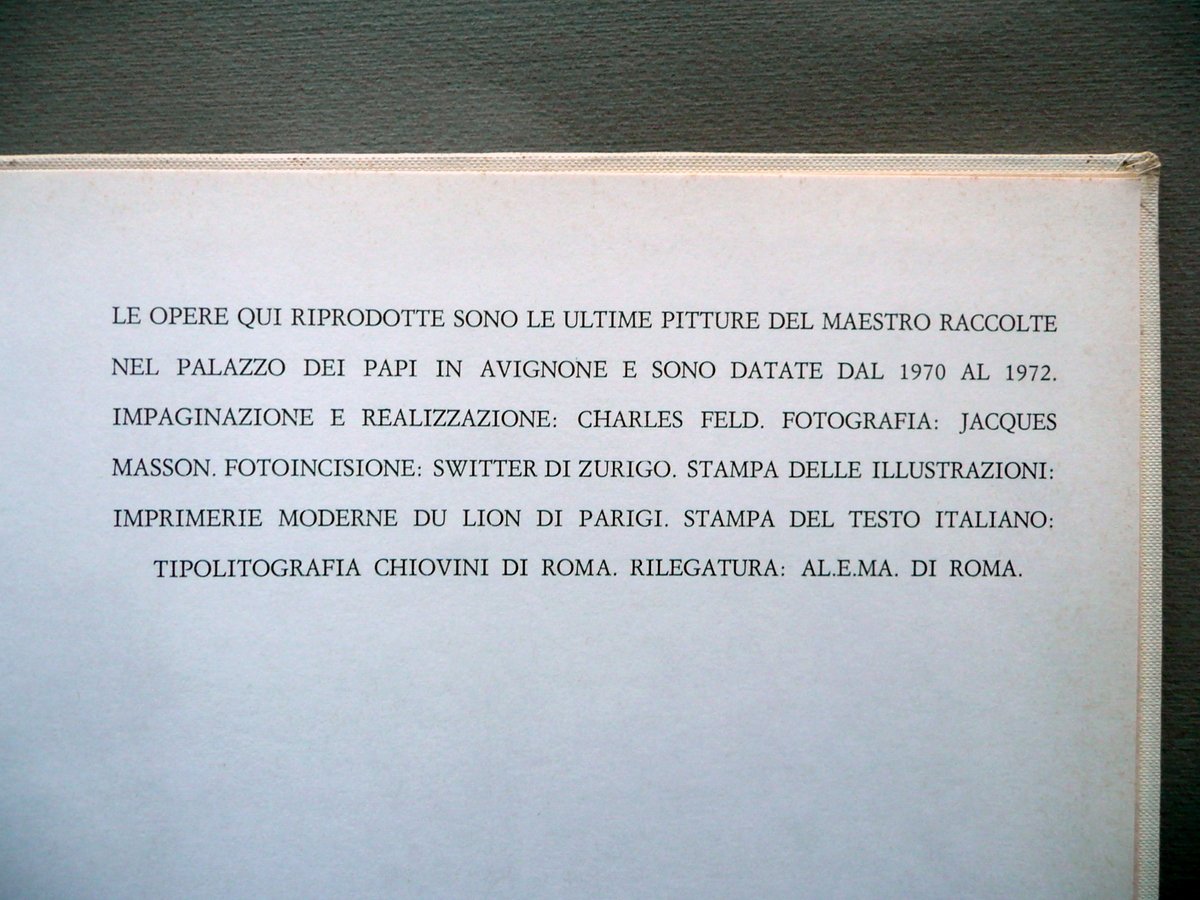 LE OPERE QUI RIPRODOTTE SONO LE ULTIME PITTURE DEL MAESTRO RACCOLTE
NEL PALAZZO DEI PAPI IN AVIGNONE E SONO DATATE DAL 1970 AL 1972.
IMPAGINAZIONE E REALIZZAZIONE: CHARLES FELD. FOTOGRAFIA: JACQUES
MASSON. FOTOINCISIONE: SWITTER DI ZURIGO. STAMPA DELLE ILLUSTRAZIONI:
IMPRIMERIE MODERNE DU LION DI PARIGI. STAMPA DEL TESTO ITALIANO:
TIPOLITOGRAFIA CHIOVINI DI ROMA. RILEGATURA: AL.E.MA. DI ROMA.